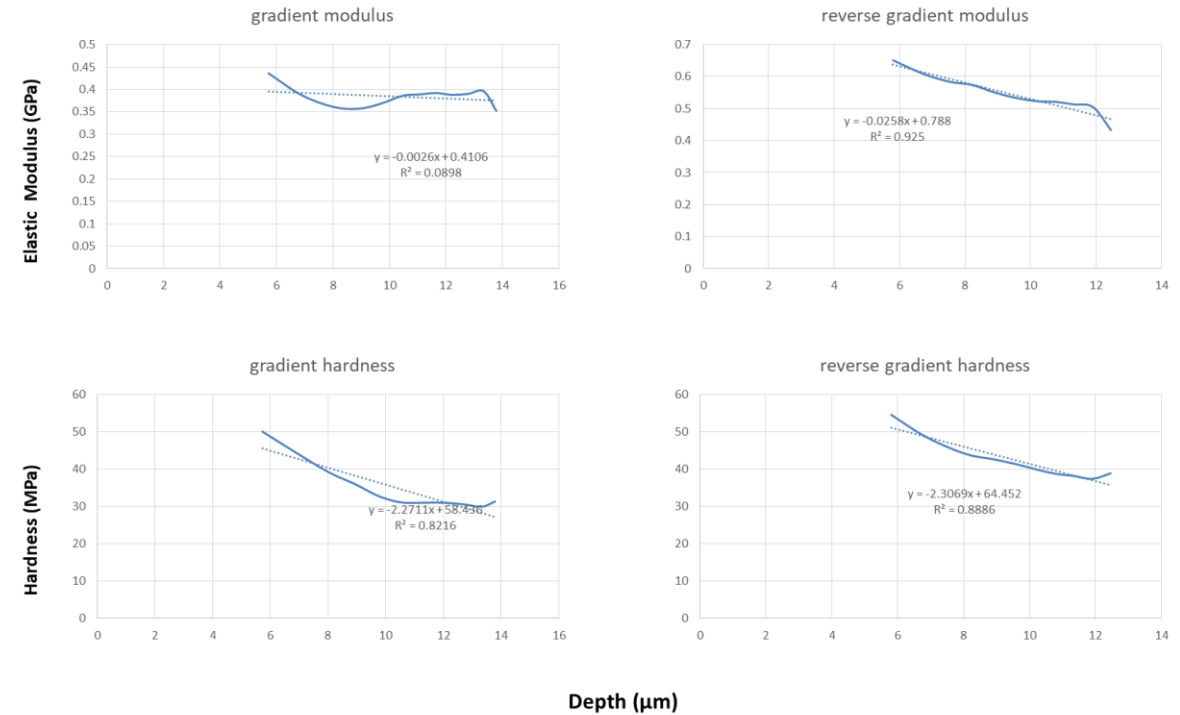 gradient modulus
0.5
0.45
0.4
0.35
0.3
0.25
0.2
0.15
0.1
0.05
0
0 2 4 6 8 10 12 14 16
y = -0.0026x + 0.4106
R² = 0.0898
Elastic Modulus (GPa)
reverse gradient modulus
0.7
0.6
0.5
0.4
0.3
0.2
0.1
0
0 2 4 6 8 10 12 14
y = -0.0258x + 0.788
R² = 0.925
gradient hardness
60
50
40
30
20
10
0
0 2 4 6 8 10 12 14 16
y = -2.2711x + 58.436
R² = 0.8216
Hardness (MPa)
reverse gradient hardness
60
50
40
30
20
10
0
0 2 4 6 8 10 12 14
y = -2.3069x + 64.452
R² = 0.8886
Depth (μm)